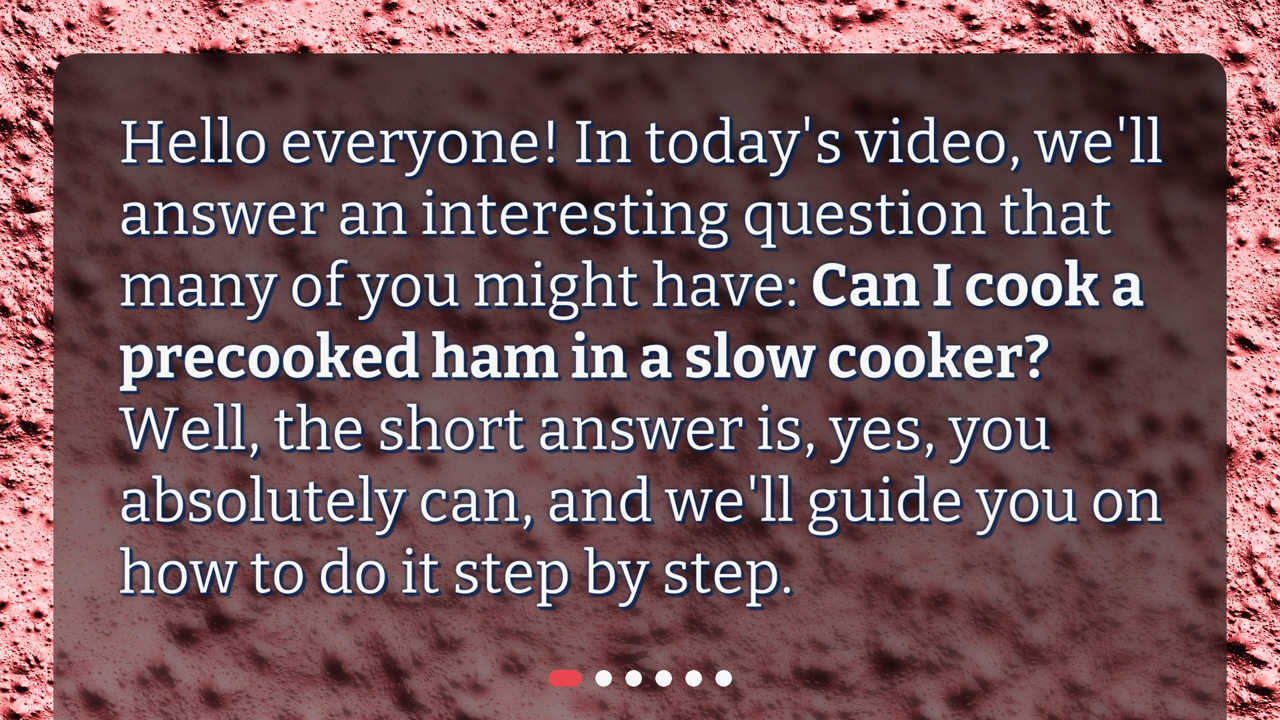 Hello everyone! In today's video, we'll
answer an interesting question that
many of you might have: Can I cook a
precooked ham in a slow cooker?
Well, the short answer is, yes, you
absolutely can, and we'll guide you on
how to do it step by step.